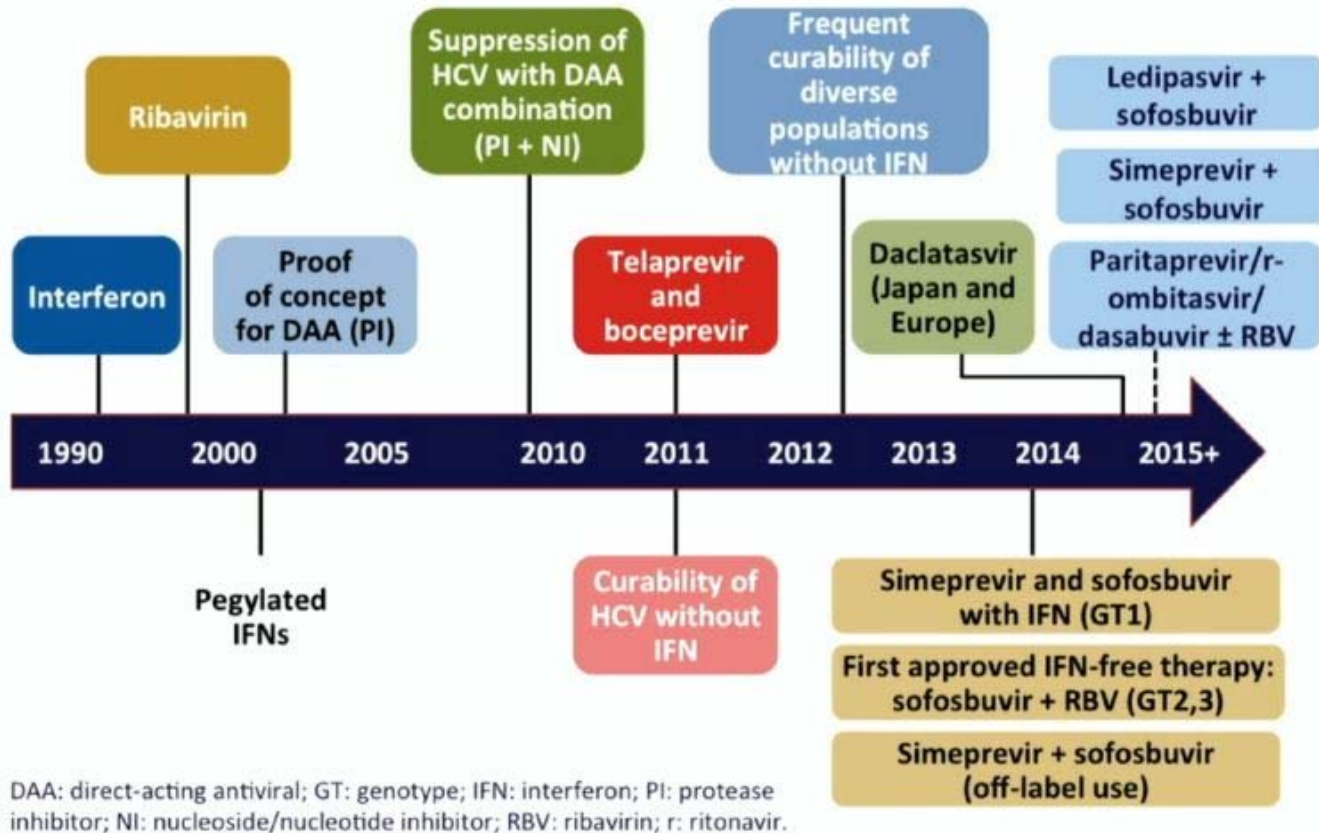 Ribavirin
Suppression of
HCV with DAA
combination
(PI + NI)
Frequent
curability of
diverse
populations
without IFN
Ledipasvir +
sofosbuvir
Simeprevir +
sofosbuvir
Interferon
Proof
of concept
for DAA (PI)
Telaprevir
and
boceprevir
Daclatasvir
(Japan and
Europe)
Paritaprevir/r-
ombitasvir/
dasabuvir ± RBV
1990 2000 2005 2010 2011 2012 2013 2014 2015+
Pegylated
IFNs
Curability of
HCV without
IFN
Simeprevir and sofosbuvir
with IFN (GT1)
First approved IFN-free therapy:
sofosbuvir + RBV (GT2,3)
Simeprevir + sofosbuvir
(off-label use)
DAA: direct-acting antiviral; GT: genotype; IFN: interferon; PI: protease
inhibitor; NI: nucleoside/nucleotide inhibitor; RBV: ribavirin; r: ritonavir.